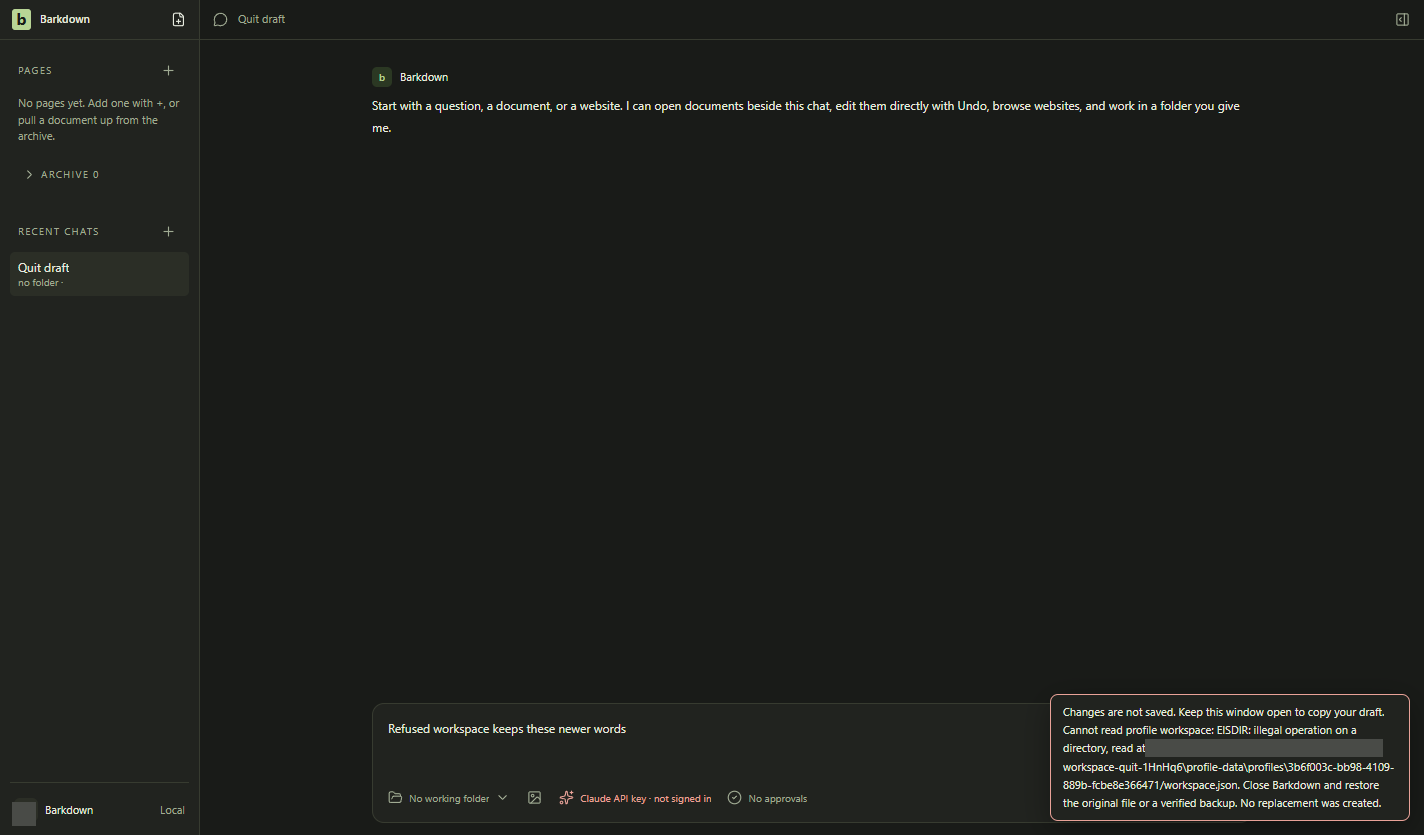 b Barkdown
Quit draft
PAGES
No pages yet. Add one with +, or
pull a document up from the
archive.
ARCHIVE 0
RECENT CHATS
Quit draft
no folder ·
Barkdown
Local
b Barkdown
Start with a question, a document, or a website. I can open documents beside this chat, edit them directly with Undo, browse websites, and work in a folder you give
me.
Refused workspace keeps these newer words
No working folder
Claude API key · not signed in
No approvals
Changes are not saved. Keep this window open to copy your draft.
Cannot read profile workspace: EISDIR: illegal operation on a
directory, read at
workspace-quit-1HnHq6\profile-data\profiles\3b6f003c-bb98-4109-
889b-fcbe8e366471/workspace.json. Close Barkdown and restore
the original file or a verified backup. No replacement was created.